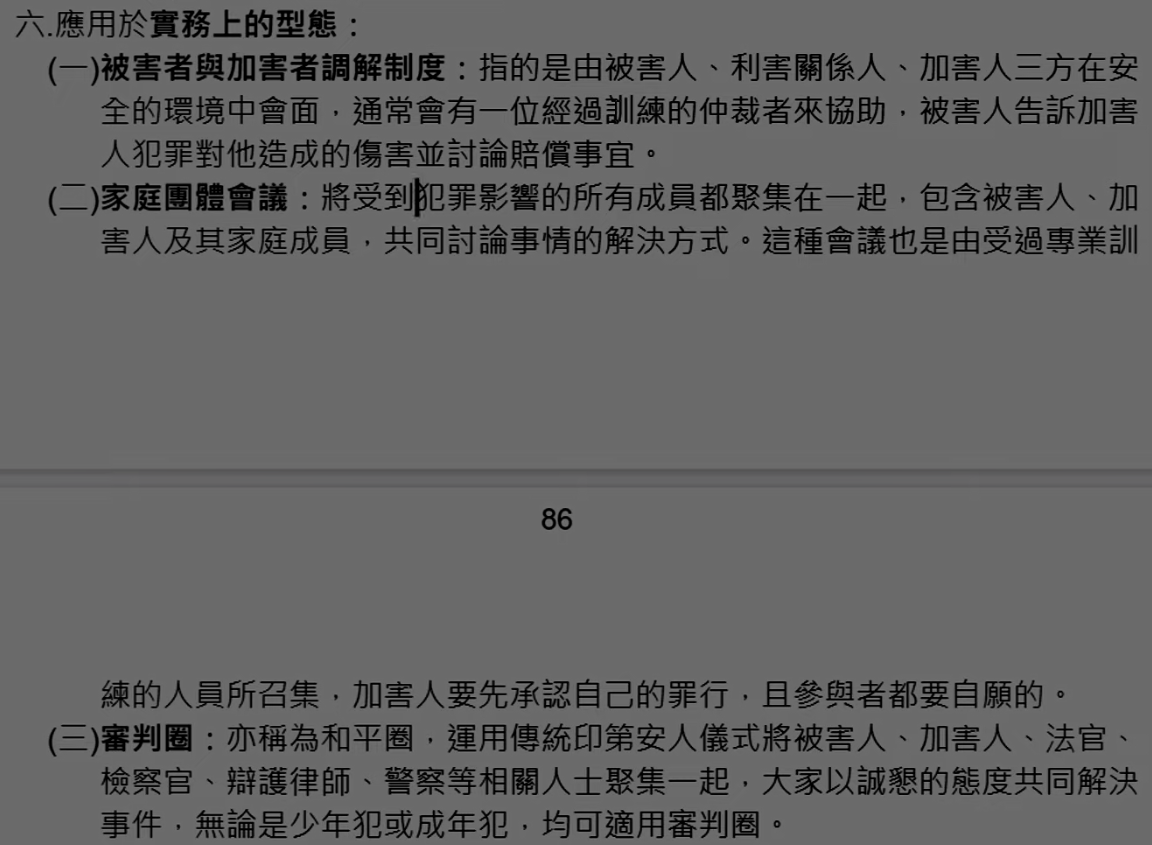 六.應用於實務上的型態：
(一)被害者與加害者調解制度：指的是由被害人、利害關係人、加害人三方在安
全的環境中會面，通常會有一位經過訓練的仲裁者來協助，被害人告訴加害
人犯罪對他造成的傷害並討論賠償事宜。
(二)家庭團體會議：將受到犯罪影響的所有成員都聚集在一起，包含被害人、加
害人及其家庭成員，共同討論事情的解決方式。這種會議也是由受過專業訓
86
練的人員所召集，加害人要先承認自己的罪行，且參與者都要自願的。
(三)審判圈：亦稱為和平圈，運用傳統印第安人儀式將被害人、加害人、法官、
檢察官、辯護律師、警察等相關人士聚集一起，大家以誠懇的態度共同解決
事件，無論是少年犯或成年犯，均可適用審判圈。